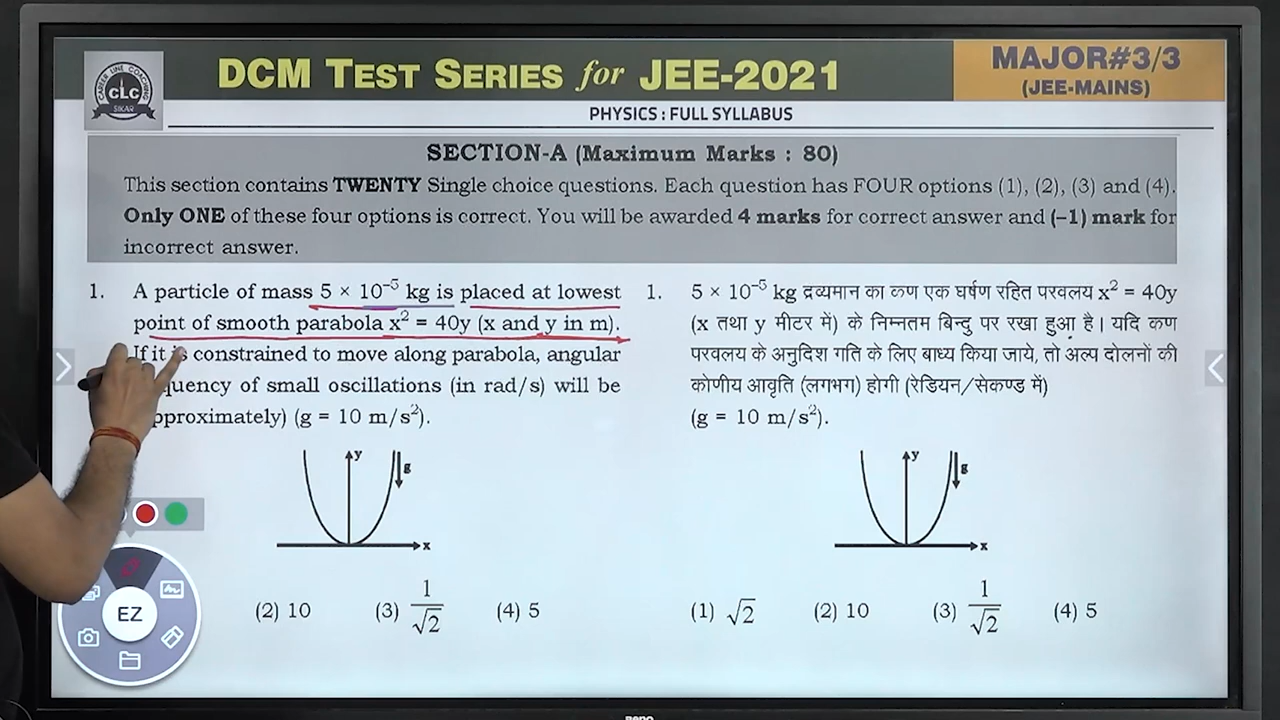 CAREER LINE COACHING
CLC
SIKAR
DCM TEST SERIES for JEE-2021
MAJOR#3/3
(JEE-MAINS)
PHYSICS : FULL SYLLABUS
SECTION-A (Maximum Marks : 80)
This section contains TWENTY Single choice questions. Each question has FOUR options (1), (2), (3) and (4).
Only ONE of these four options is correct. You will be awarded 4 marks for correct answer and (–1) mark for
incorrect answer.
1. A particle of mass 5 × 10⁻⁵ kg is placed at lowest
point of smooth parabola x² = 40y (x and y in m).
If it is constrained to move along parabola, angular
of small oscillations (in rad/s) will be
(g = 10 m/s²).
y
g
x
(2) 10 (3) 1/√2 (4) 5
1. 5 × 10⁻⁵ kg द्रव्यमान का कण एक घर्षण रहित परवलय x² = 40y
(x तथा y मीटर में) के निम्नतम बिन्दु पर रखा हुआ है। यदि कण
परवलय के अनुदिश गति के लिए बाध्य किया जाये, तो अल्प दोलनों की
कोणीय आवृति (लगभग) होगी (रेडियन/सेकण्ड में)
(g = 10 m/s²).
y
g
x
(1) √2 (2) 10 (3) 1/√2 (4) 5
EZ